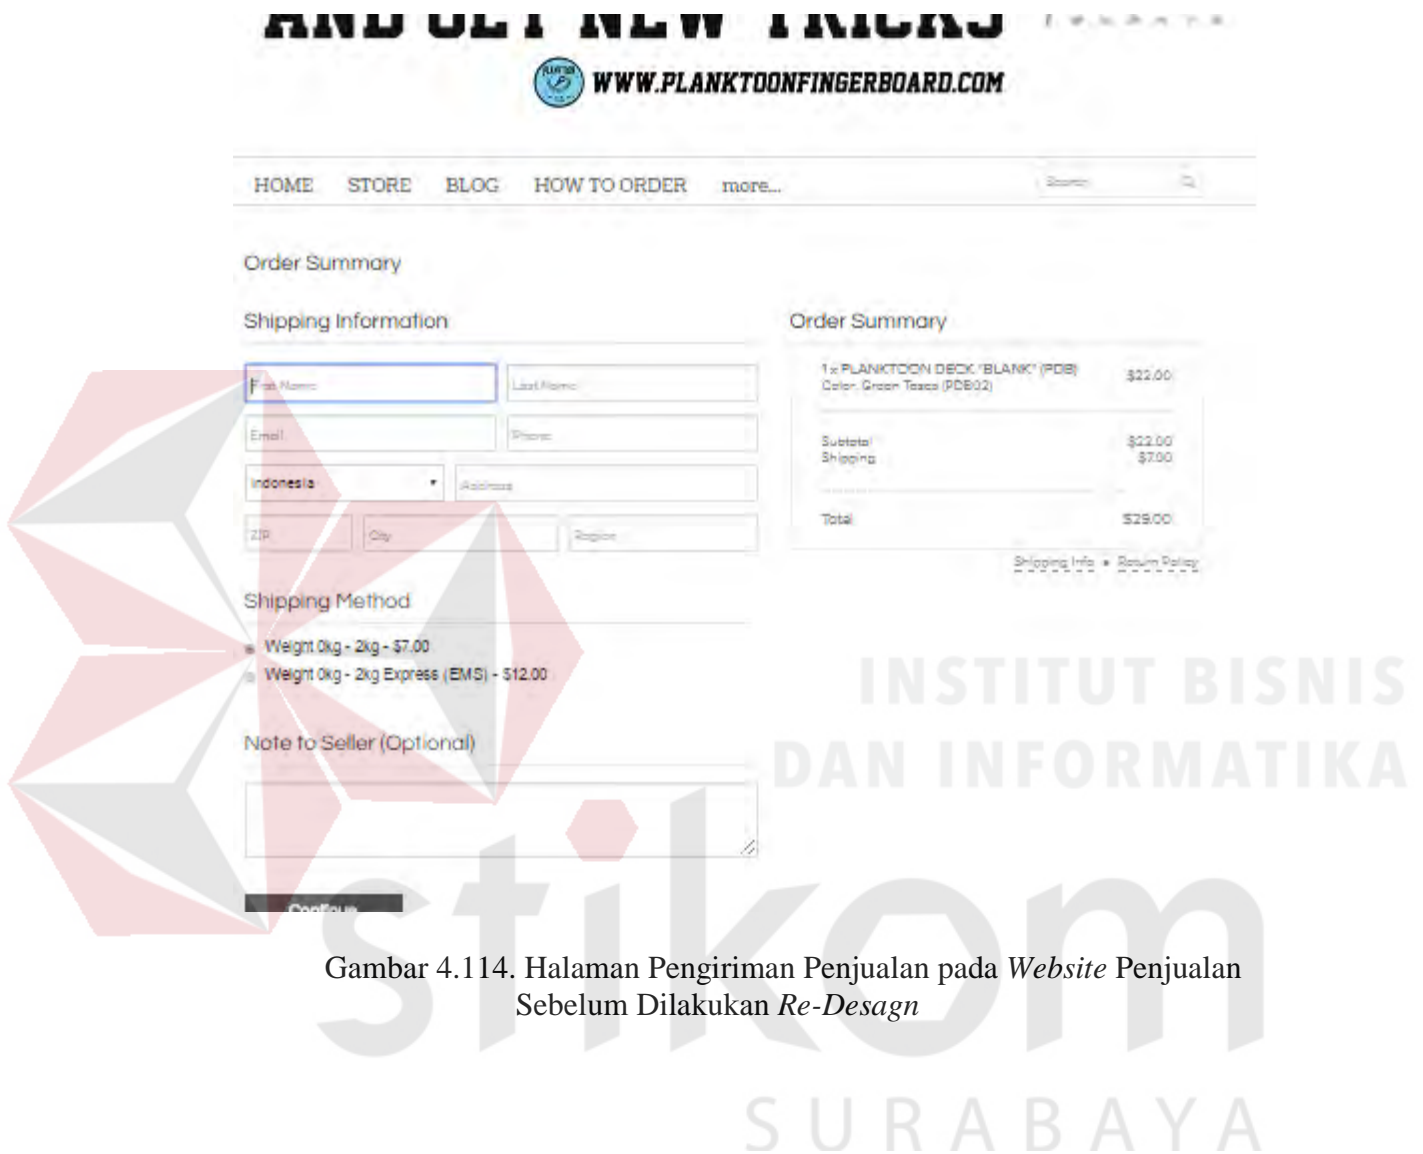 AND GET NEW TRICKS
WWW.PLANKTOONFINGERBOARD.COM
HOME STORE BLOG HOW TO ORDER more...
Search
Order Summary
Shipping Information
First Name Last Name
Email Phone
Indonesia Address
ZIP City Region
Shipping Method
Weight 0kg - 2kg - $7.00
Weight 0kg - 2kg Express (EMS) - $12.00
Note to Seller (Optional)
Continue
Order Summary
1 x PLANKTOON DECK "BLANK" (PDB) $22.00
Color: Green Tosca (PDB02)
Subtotal $22.00
Shipping $7.00
Total $29.00
Shipping Info • Return Policy
Gambar 4.114. Halaman Pengiriman Penjualan pada Website Penjualan
Sebelum Dilakukan Re-Desagn
INSTITUT BISNIS
DAN INFORMATIKA
stikom
SURABAYA